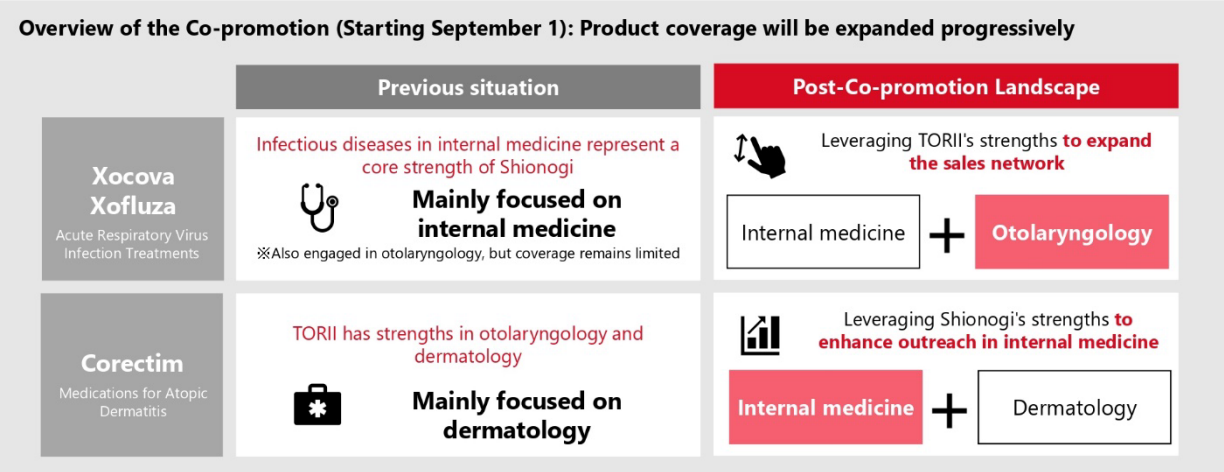 Overview of the Co-promotion (Starting September 1): Product coverage will be expanded progressively
Previous situation
Post-Co-promotion Landscape
Xocova
Xofluza
Acute Respiratory Virus
Infection Treatments
Infectious diseases in internal medicine represent a
core strength of Shionogi
Mainly focused on
internal medicine
※Also engaged in otolaryngology, but coverage remains limited
Leveraging TORII's strengths to expand
the sales network
Internal medicine
+
Otolaryngology
Corectim
Medications for Atopic
Dermatitis
TORII has strengths in otolaryngology and
dermatology
Mainly focused on
dermatology
Leveraging Shionogi's strengths to
enhance outreach in internal medicine
Internal medicine
+
Dermatology